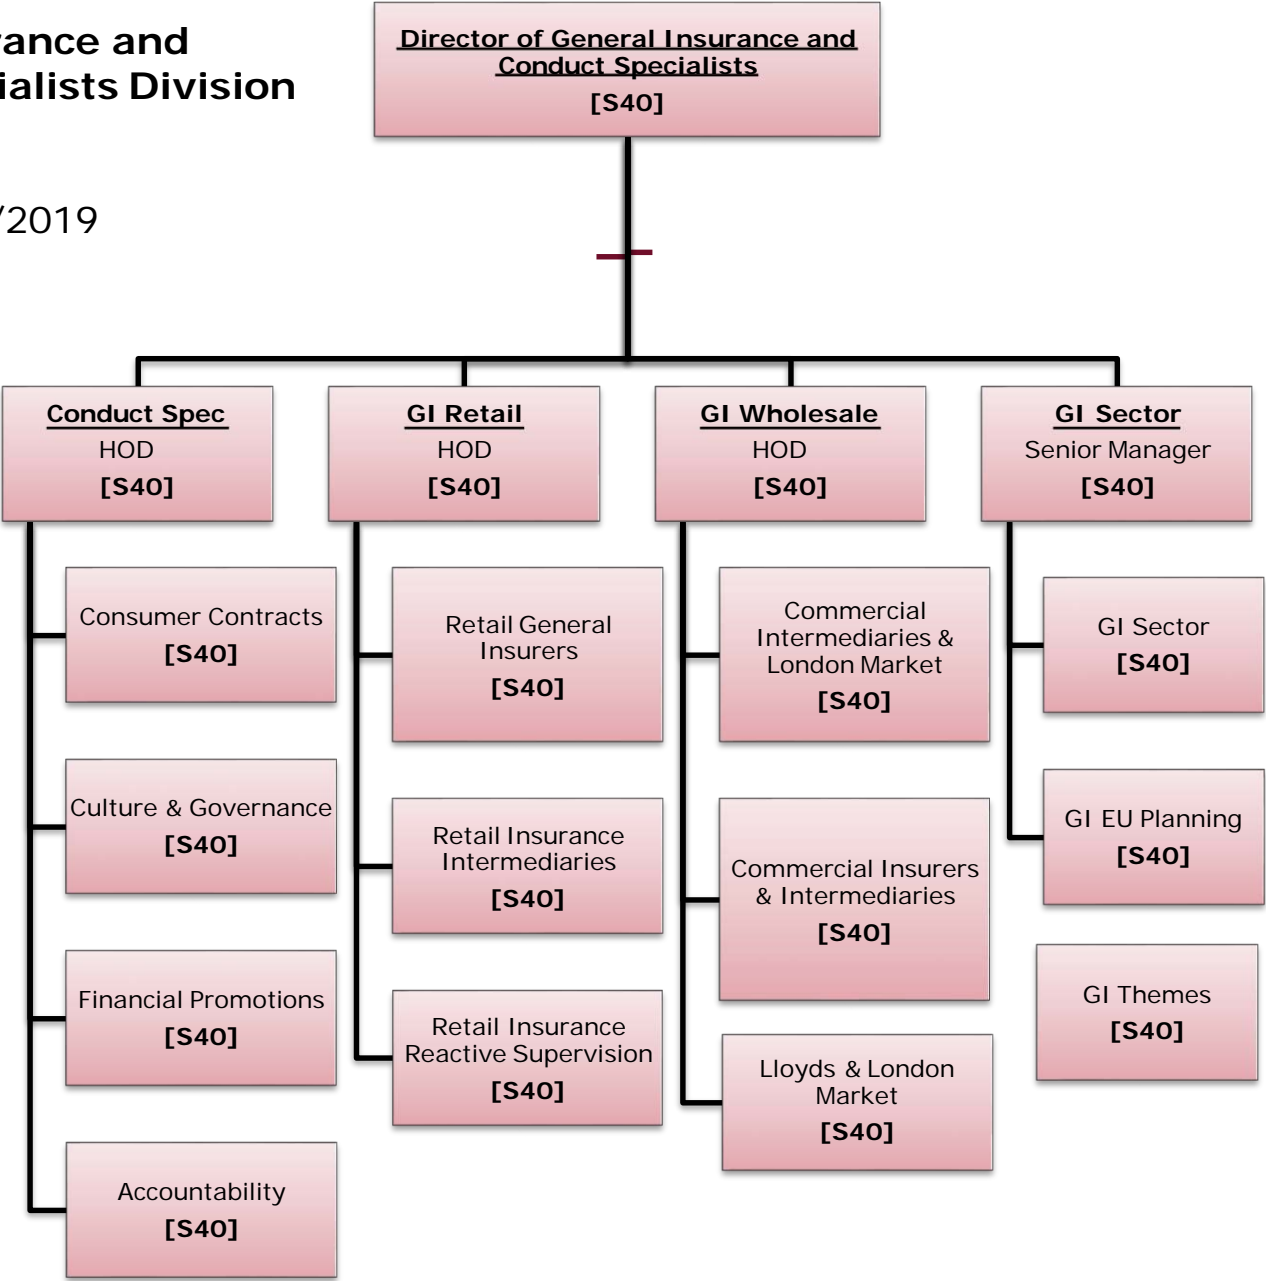 Director of General Insurance and
Conduct Specialists
[S40]
ance and
ialists Division
/2019
Conduct Spec
HOD
[S40]
GI Retail
HOD
[S40]
GI Wholesale
HOD
[S40]
GI Sector
Senior Manager
[S40]
Consumer Contracts
[S40]
Culture & Governance
[S40]
Financial Promotions
[S40]
Accountability
[S40]
Retail General
Insurers
[S40]
Retail Insurance
Intermediaries
[S40]
Retail Insurance
Reactive Supervision
[S40]
Commercial
Intermediaries &
London Market
[S40]
Commercial Insurers
& Intermediaries
[S40]
Lloyds & London
Market
[S40]
GI Sector
[S40]
GI EU Planning
[S40]
GI Themes
[S40]